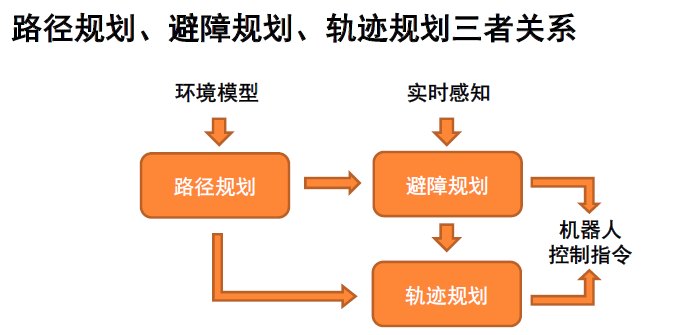 路径规划、避障规划、轨迹规划三者关系
环境模型
实时感知
路径规划
避障规划
机器人
控制指令
轨迹规划